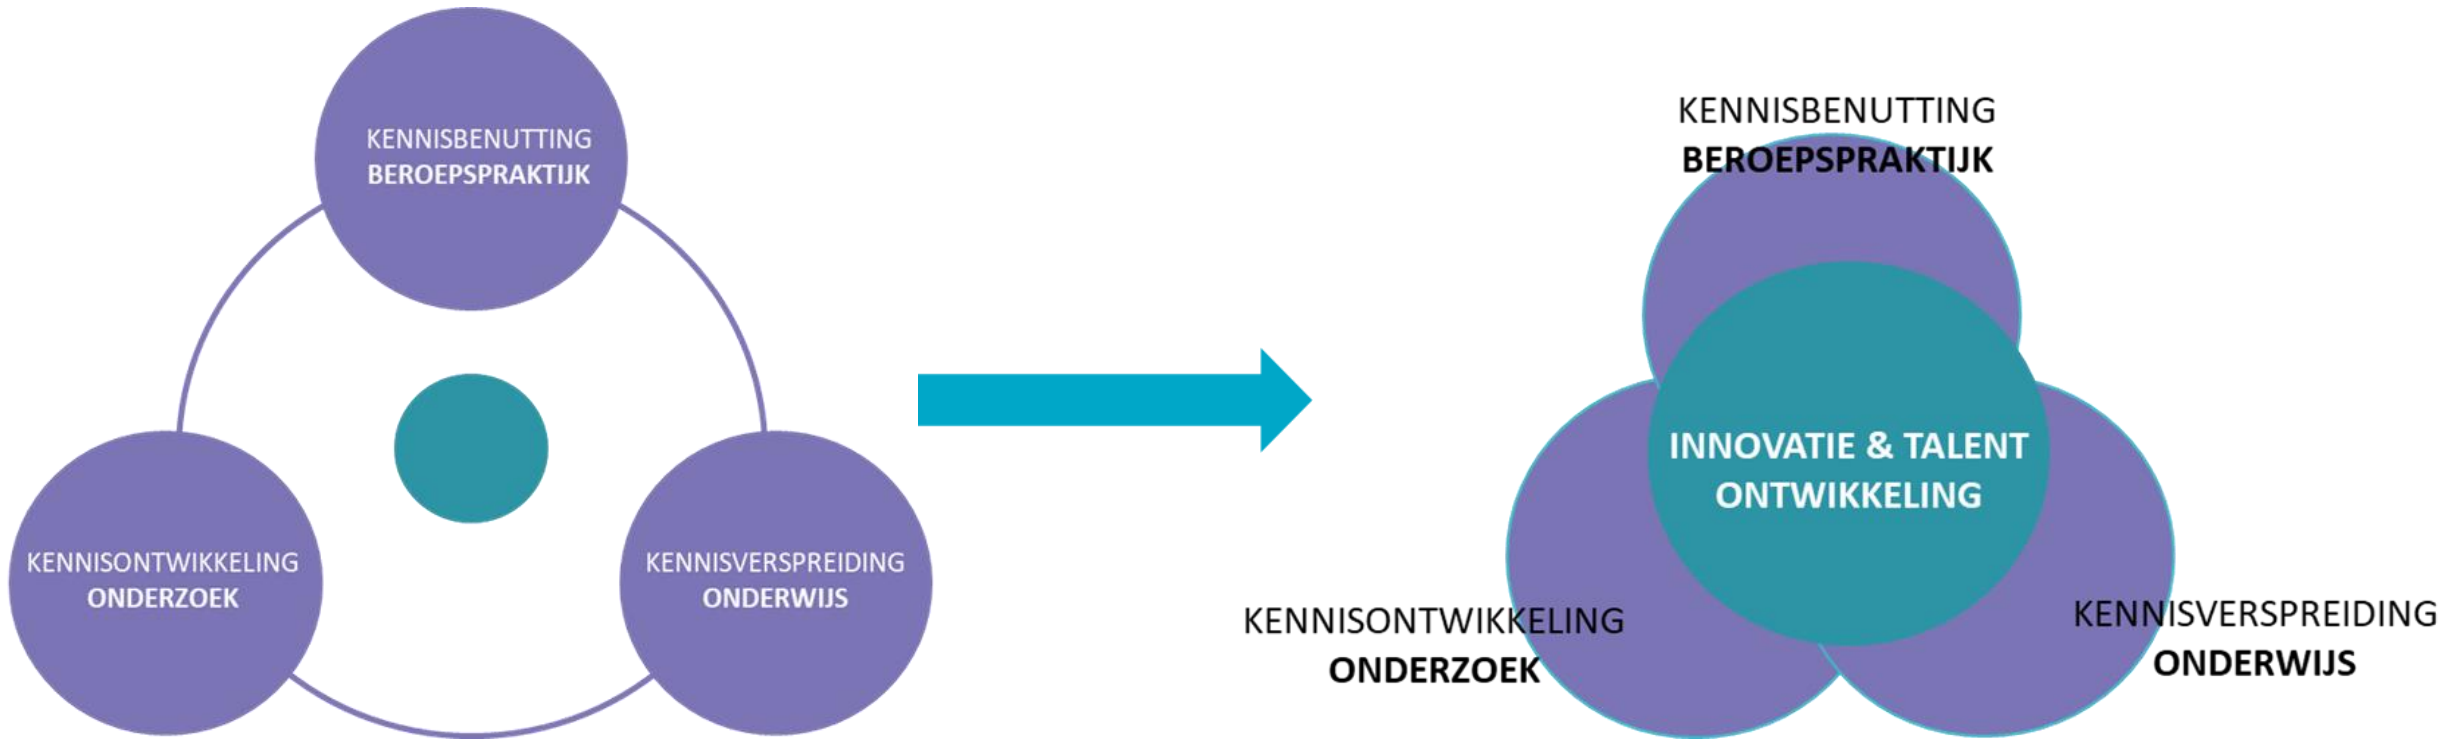 KENNISBENUTTING
BEROEPSPRAKTIJK
KENNISONTWIKKELING
ONDERZOEK
KENNISVERSPREIDING
ONDERWIJS
KENNISBENUTTING
BEROEPSPRAKTIJK
INNOVATIE & TALENT
ONTWIKKELING
KENNISONTWIKKELING
ONDERZOEK
KENNISVERSPREIDING
ONDERWIJS